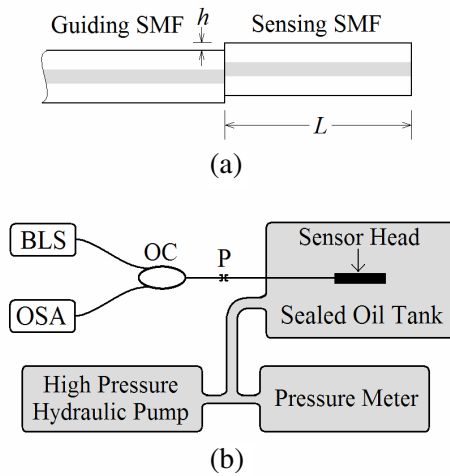 Guiding SMF h Sensing SMF
L
(a)
BLS
OC P
Sensor Head
OSA
Sealed Oil Tank
High Pressure
Hydraulic Pump
Pressure Meter
(b)